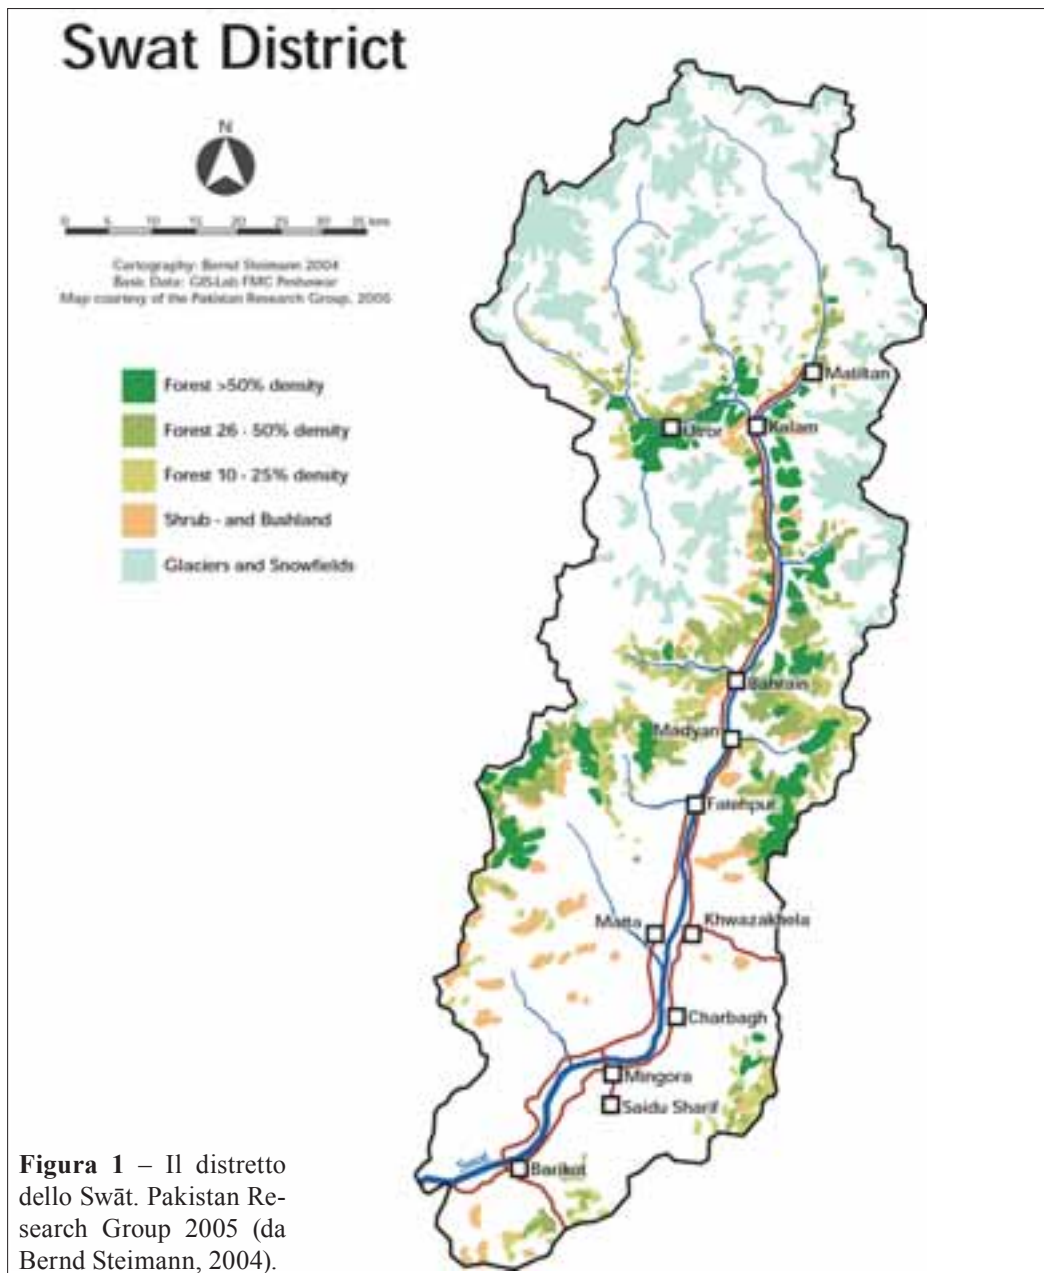 Swat District
N
0 5 10 15 20 25 30 35 km
Cartography: Bernd Steimann 2004
Basic Data: GIS-Lab FMC Peshawar
Map courtesy of the Pakistan Research Group, 2005
Forest >50% density
Forest 26 - 50% density
Forest 10 - 25% density
Shrub - and Bushland
Glaciers and Snowfields
Matiltan
Utror
Kalam
Bahrain
Madyan
Fatehpur
Matta
Khwazakhela
Charbagh
Mingora
Saidu Sharif
Swat
Barikot
Figura 1 – Il distretto
dello Swāt. Pakistan Re-
search Group 2005 (da
Bernd Steimann, 2004).